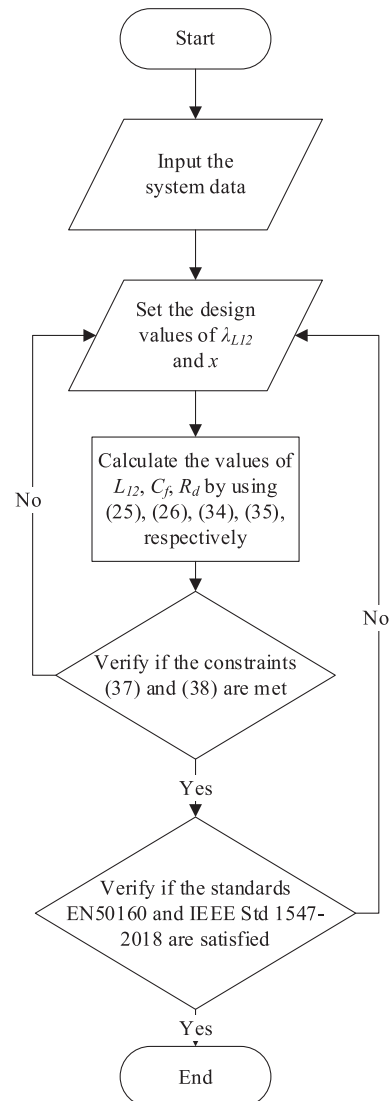 Start
Input the
system data
Set the design
values of λL12
and x
Calculate the values of
L12, Cf, Rd by using
(25), (26), (34), (35),
respectively
No
No
Verify if the constraints
(37) and (38) are met
Yes
Verify if the standards
EN50160 and IEEE Std 1547-
2018 are satisfied
Yes
End